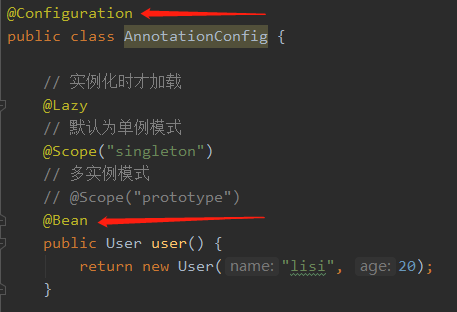 @Configuration
public class AnnotationConfig {
// 实例化时才加载
@Lazy
// 默认为单例模式
@Scope("singleton")
// 多实例模式
// @Scope("prototype")
@Bean
public User user() {
return new User( name: "lisi", age: 20);
}